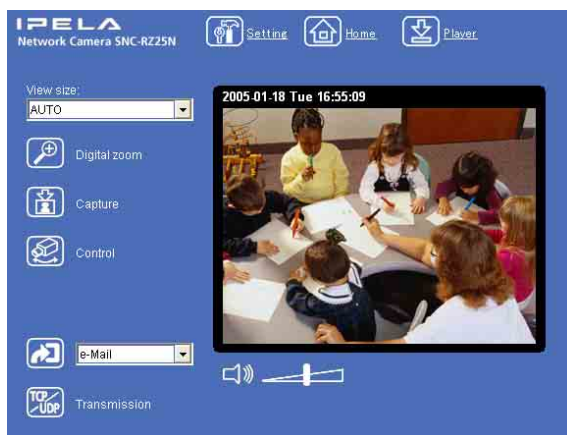 IPELA
Network Camera SNC-RZ25N
Setting
Home
Player
View size:
AUTO
2005-01-18 Tue 16:55:09
Digital zoom
Capture
Control
e-Mail
TCP/UDP
Transmission